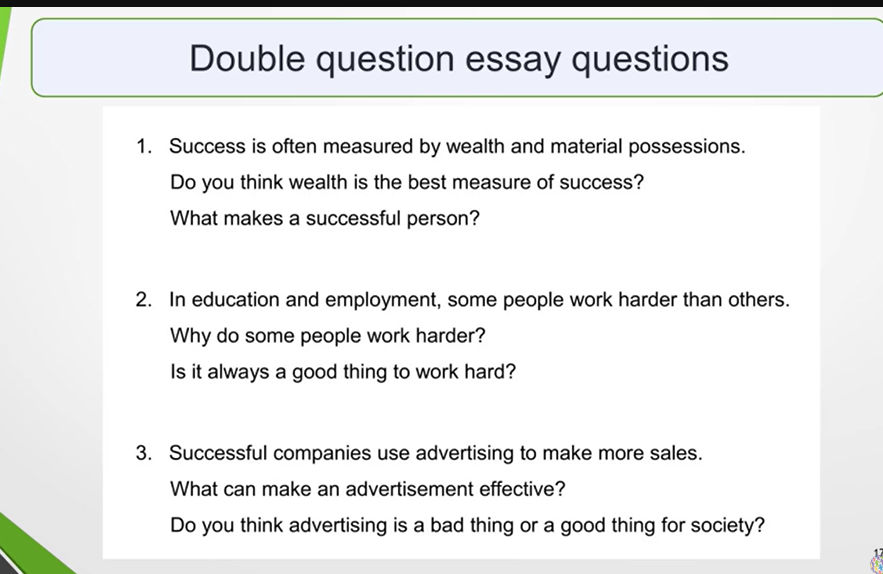 Double question essay questions
1. Success is often measured by wealth and material possessions.
Do you think wealth is the best measure of success?
What makes a successful person?
2. In education and employment, some people work harder than others.
Why do some people work harder?
Is it always a good thing to work hard?
3. Successful companies use advertising to make more sales.
What can make an advertisement effective?
Do you think advertising is a bad thing or a good thing for society?
17